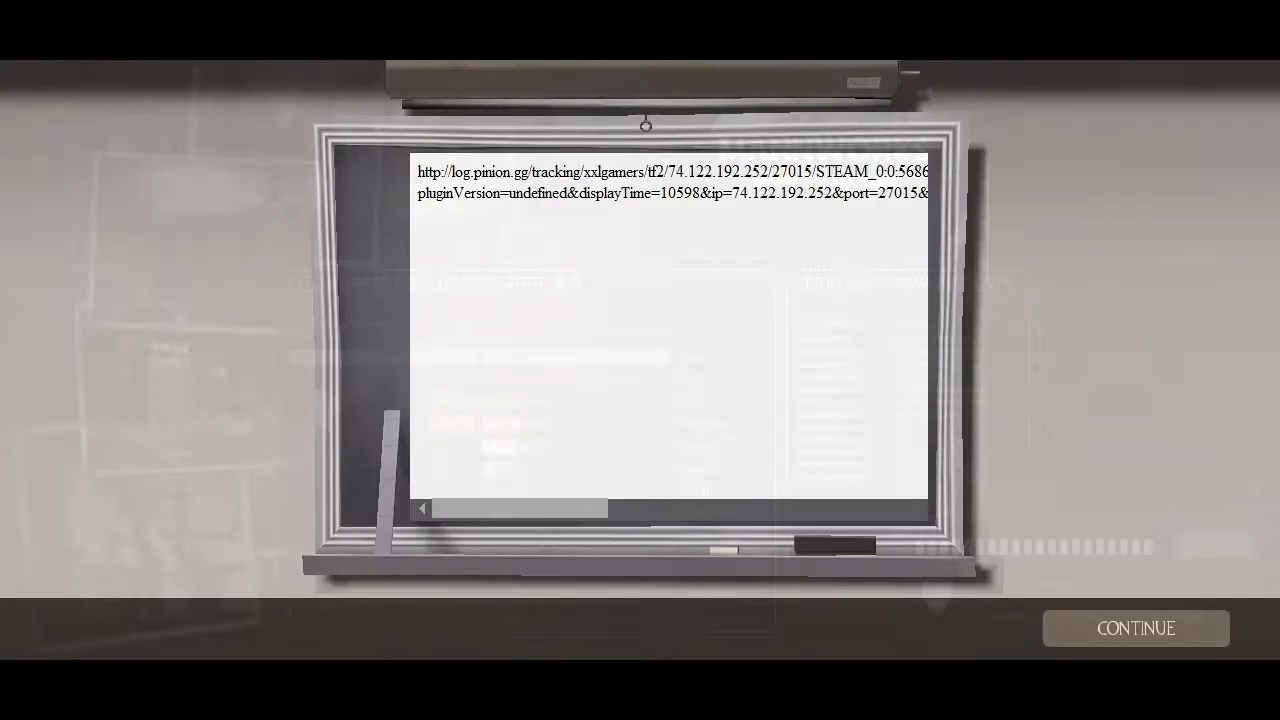 http://log.pinion.gg/tracking/xxlgamers/tf2/74.122.192.252/27015/STEAM_0:0:5686
pluginVersion=undefined&displayTime=10598&ip=74.122.192.252&port=27015&
CONTINUE